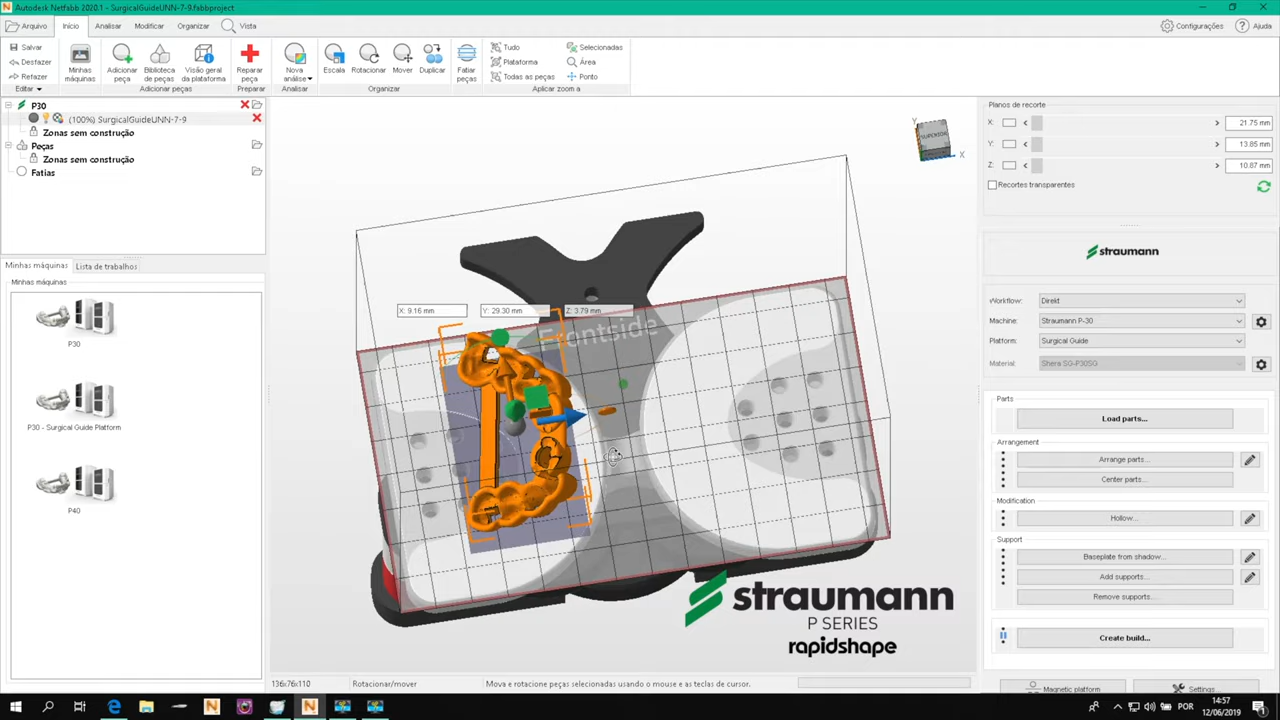 Autodesk Netfabb 2020.1 - SurgicalGuideUNN-7-9.fabbproject
Arquivo Início Analisar Modificar Organizar Vista Configurações Ajuda
Salvar
Desfazer
Refazer
Editar
Minhas máquinas
Adicionar peça
Biblioteca de peças
Visão geral da plataforma
Adicionar peças
Reparar peça
Preparar
Nova análise
Analisar
Escala
Rotacionar
Mover
Duplicar
Organizar
Fatiar peças
Tudo
Plataforma
Todas as peças
Selecionadas
Área
Ponto
Aplicar zoom a
P30
(100%) SurgicalGuideUNN-7-9
Zonas sem construção
Peças
Zonas sem construção
Fatias
Minhas máquinas Lista de trabalhos
Minhas máquinas
P30
P30 - Surgical Guide Platform
P40
SUPERIOR
Y
X
X: 9.16 mm Y: 29.30 mm Z: 3.79 mm
Frontside
straumann
P SERIES
rapidshape
Planos de recorte
X: 21.75 mm
Y: 13.85 mm
Z: 10.87 mm
Recortes transparentes
straumann
Workflow: Direkt
Machine: Straumann P-30
Platform: Surgical Guide
Material: Shera SG-P30SG
Parts
Load parts...
Arrangement
Arrange parts...
Center parts...
Modification
Hollow...
Support
Baseplate from shadow...
Add supports...
Remove supports...
Create build...
Magnetic platform Settings
136x76x110 Rotacionar/mover Mova e rotacione peças selecionadas usando o mouse e as teclas de cursor.
POR
14:57
12/06/2019